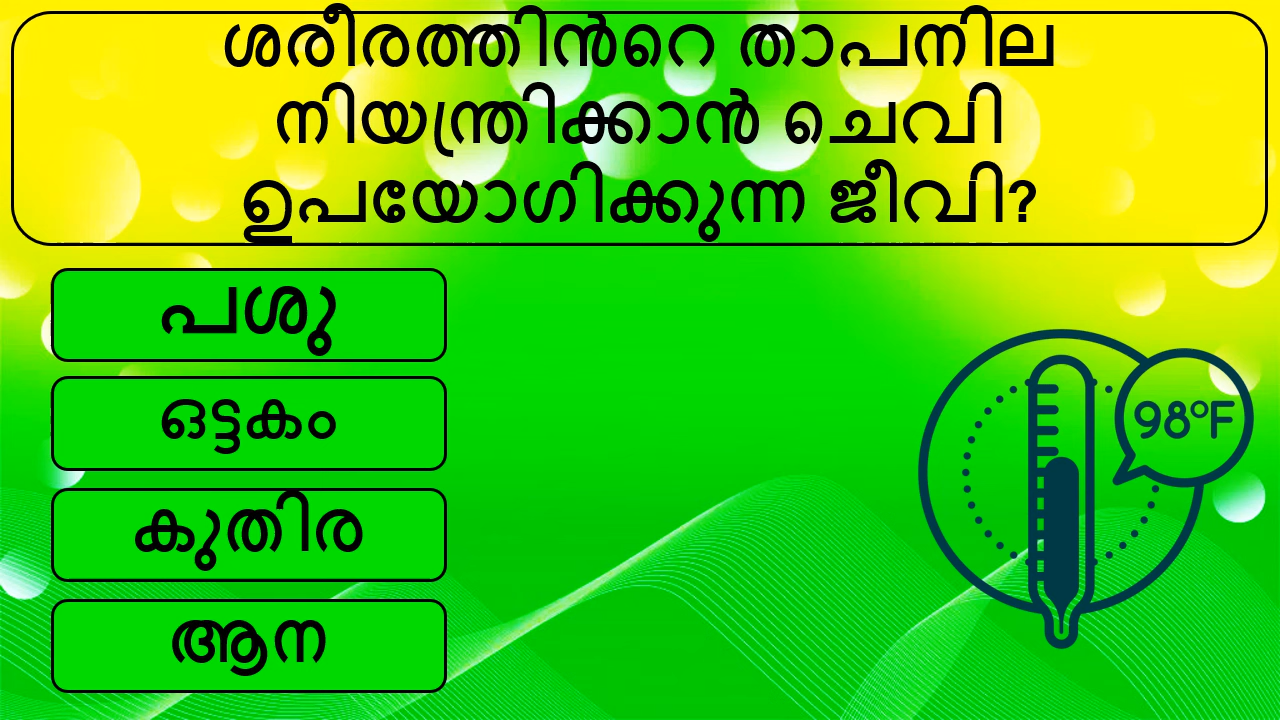 ശരീരത്തിൻറെ താപനില
നിയന്ത്രിക്കാൻ ചെവി
ഉപയോഗിക്കുന്ന ജീവി?
പശു
ഒട്ടകം
കുതിര
ആന
98°F